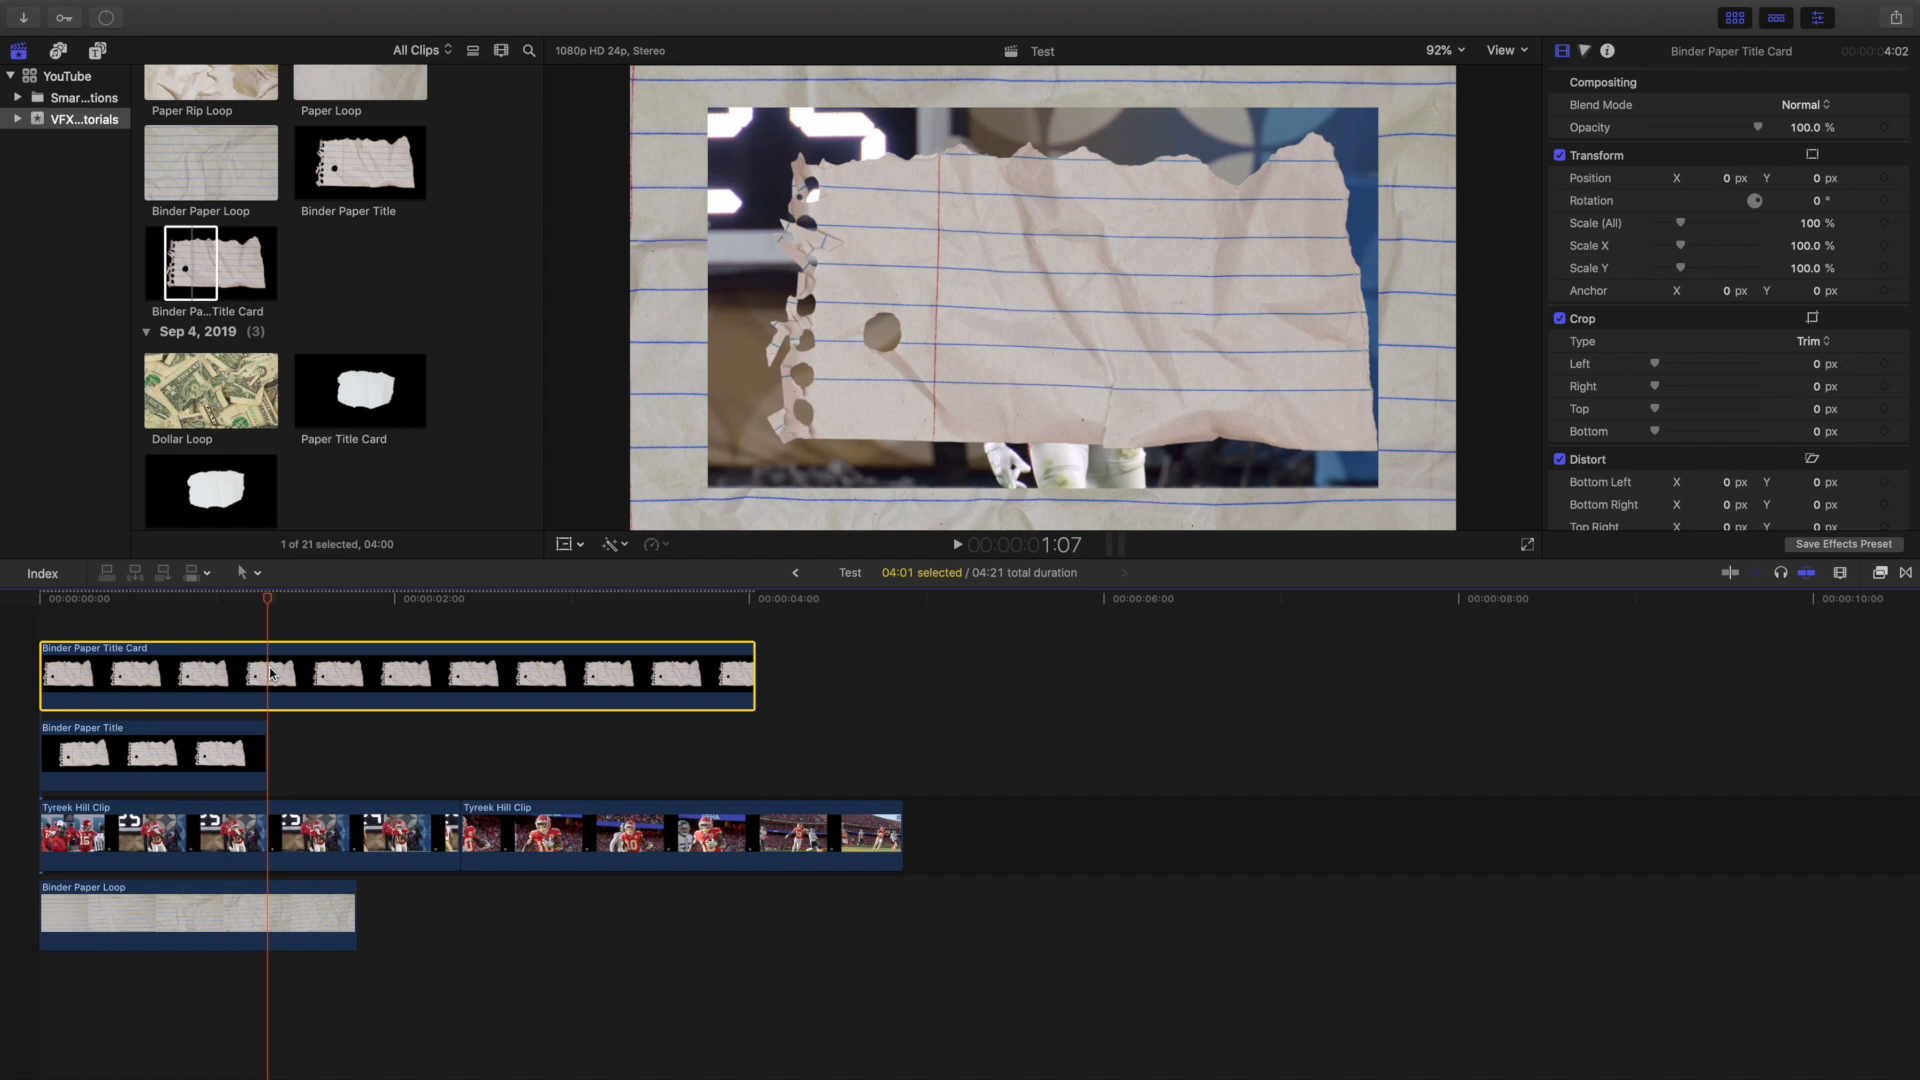 All Clips
1080p HD 24p, Stereo
Test
92%
View
Binder Paper Title Card
00:00:04:02
YouTube
Smar...tions
VFX...torials
Paper Rip Loop
Paper Loop
Binder Paper Loop
Binder Paper Title
Binder Pa...Title Card
Sep 4, 2019 (3)
Dollar Loop
Paper Title Card
1 of 21 selected, 04:00
Compositing
Blend Mode Normal
Opacity 100.0 %
Transform
Position X 0 px Y 0 px
Rotation 0 °
Scale (All) 100 %
Scale X 100.0 %
Scale Y 100.0 %
Anchor X 0 px Y 0 px
Crop
Type Trim
Left 0 px
Right 0 px
Top 0 px
Bottom 0 px
Distort
Bottom Left X 0 px Y 0 px
Bottom Right X 0 px Y 0 px
Top Right X 0 px Y 0 px
Save Effects Preset
00:00:01:07
Index
Test
04:01 selected / 04:21 total duration
00:00:00:00
00:00:02:00
00:00:04:00
00:00:06:00
00:00:08:00
00:00:10:00
Binder Paper Title Card
Binder Paper Title
Tyreek Hill Clip
Tyreek Hill Clip
Binder Paper Loop